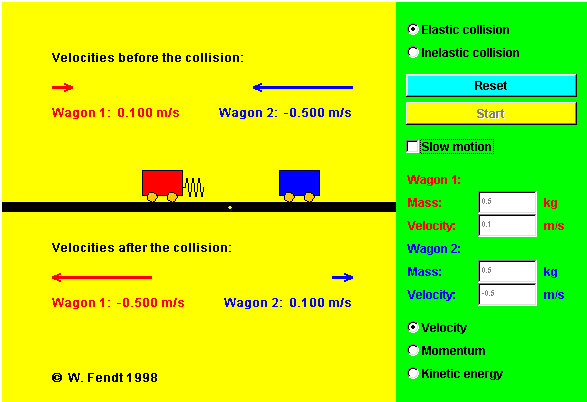 Velocities before the collision:
Wagon 1: 0.100 m/s
Wagon 2: -0.500 m/s
Velocities after the collision:
Wagon 1: -0.500 m/s
Wagon 2: 0.100 m/s
© W. Fendt 1998
Elastic collision
Inelastic collision
Reset
Start
Slow motion
Wagon 1:
Mass: 0.5 kg
Velocity: 0.1 m/s
Wagon 2:
Mass: 0.5 kg
Velocity: -0.5 m/s
Velocity
Momentum
Kinetic energy